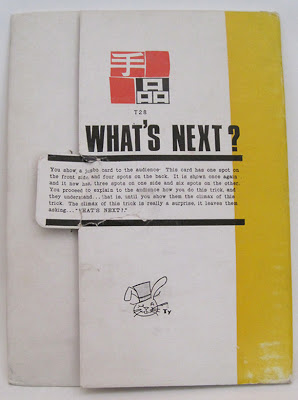 手品
T28
WHAT'S NEXT?
You show a jumbo card to the audience. This card has one spot on
the front side and four spots on the back. It is shown once again
and it now has three spots on one side and six spots on the other.
You proceed to explain to the audience how you do this trick, and
they understand...that is, until you show them the climax of this
trick. The climax of this trick is really a surprise, it leaves them
asking..."WHAT'S NEXT?"
Ty